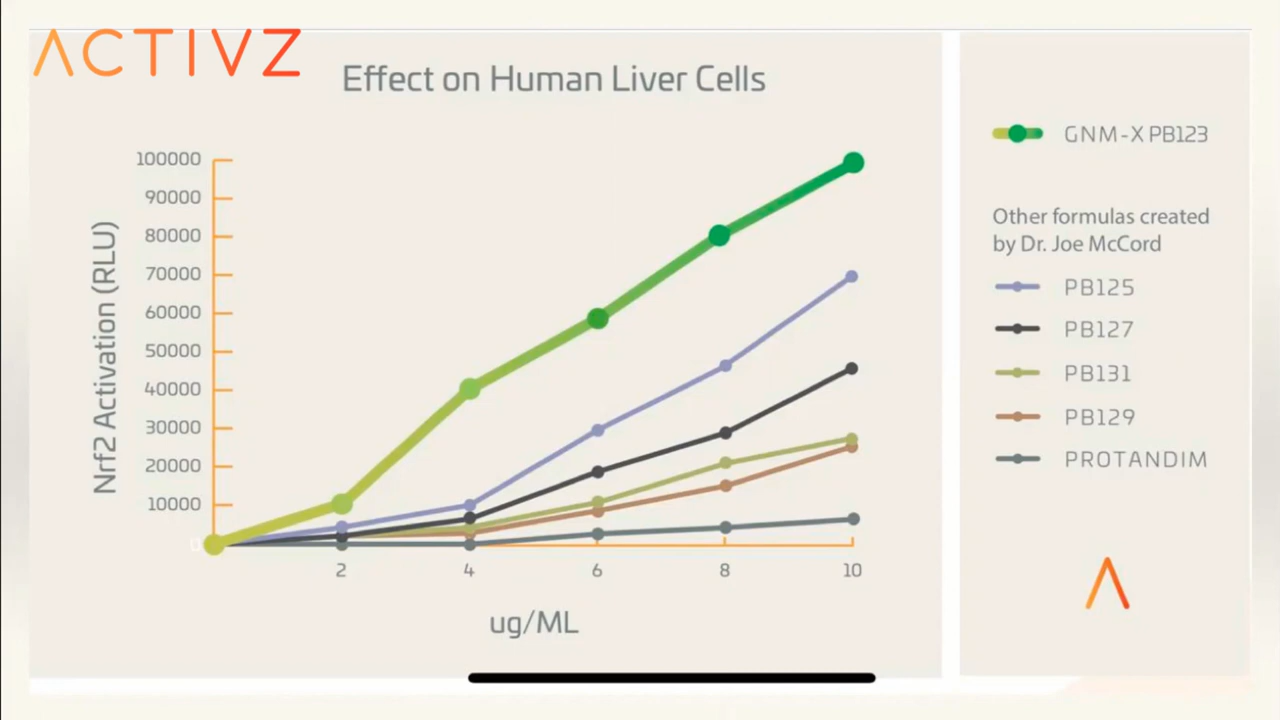 ACTIVZ
Effect on Human Liver Cells
Nrf2 Activation (RLU)
100000
90000
80000
70000
60000
50000
40000
30000
20000
10000
2 4 6 8 10
ug/ML
GNM-X PB123
Other formulas created
by Dr. Joe McCord
PB125
PB127
PB131
PB129
PROTANDIM